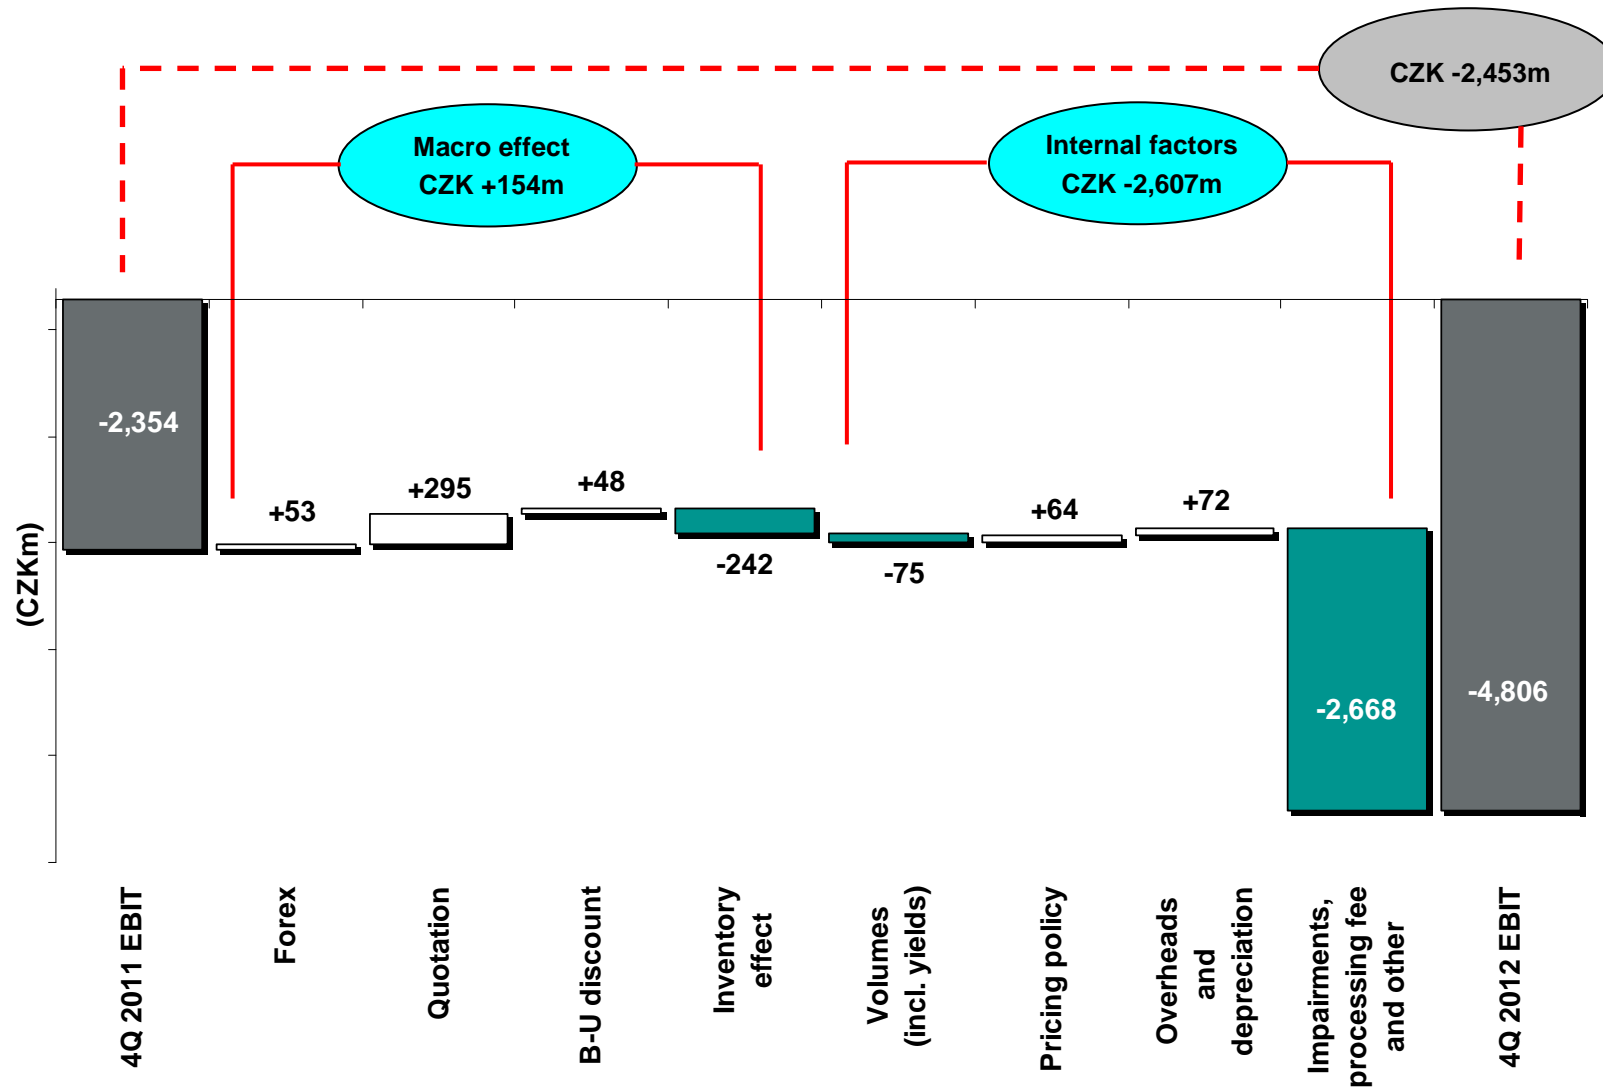 CZK -2,453m
Macro effect
CZK +154m
Internal factors
CZK -2,607m
-2,354
+53
+295
+48
-242
-75
+64
+72
-2,668
-4,806
(CZKm)
4Q 2011 EBIT
Forex
Quotation
B-U discount
Inventory
effect
Volumes
(incl. yields)
Pricing policy
Overheads
and
depreciation
Impairments,
processing fee
and other
4Q 2012 EBIT